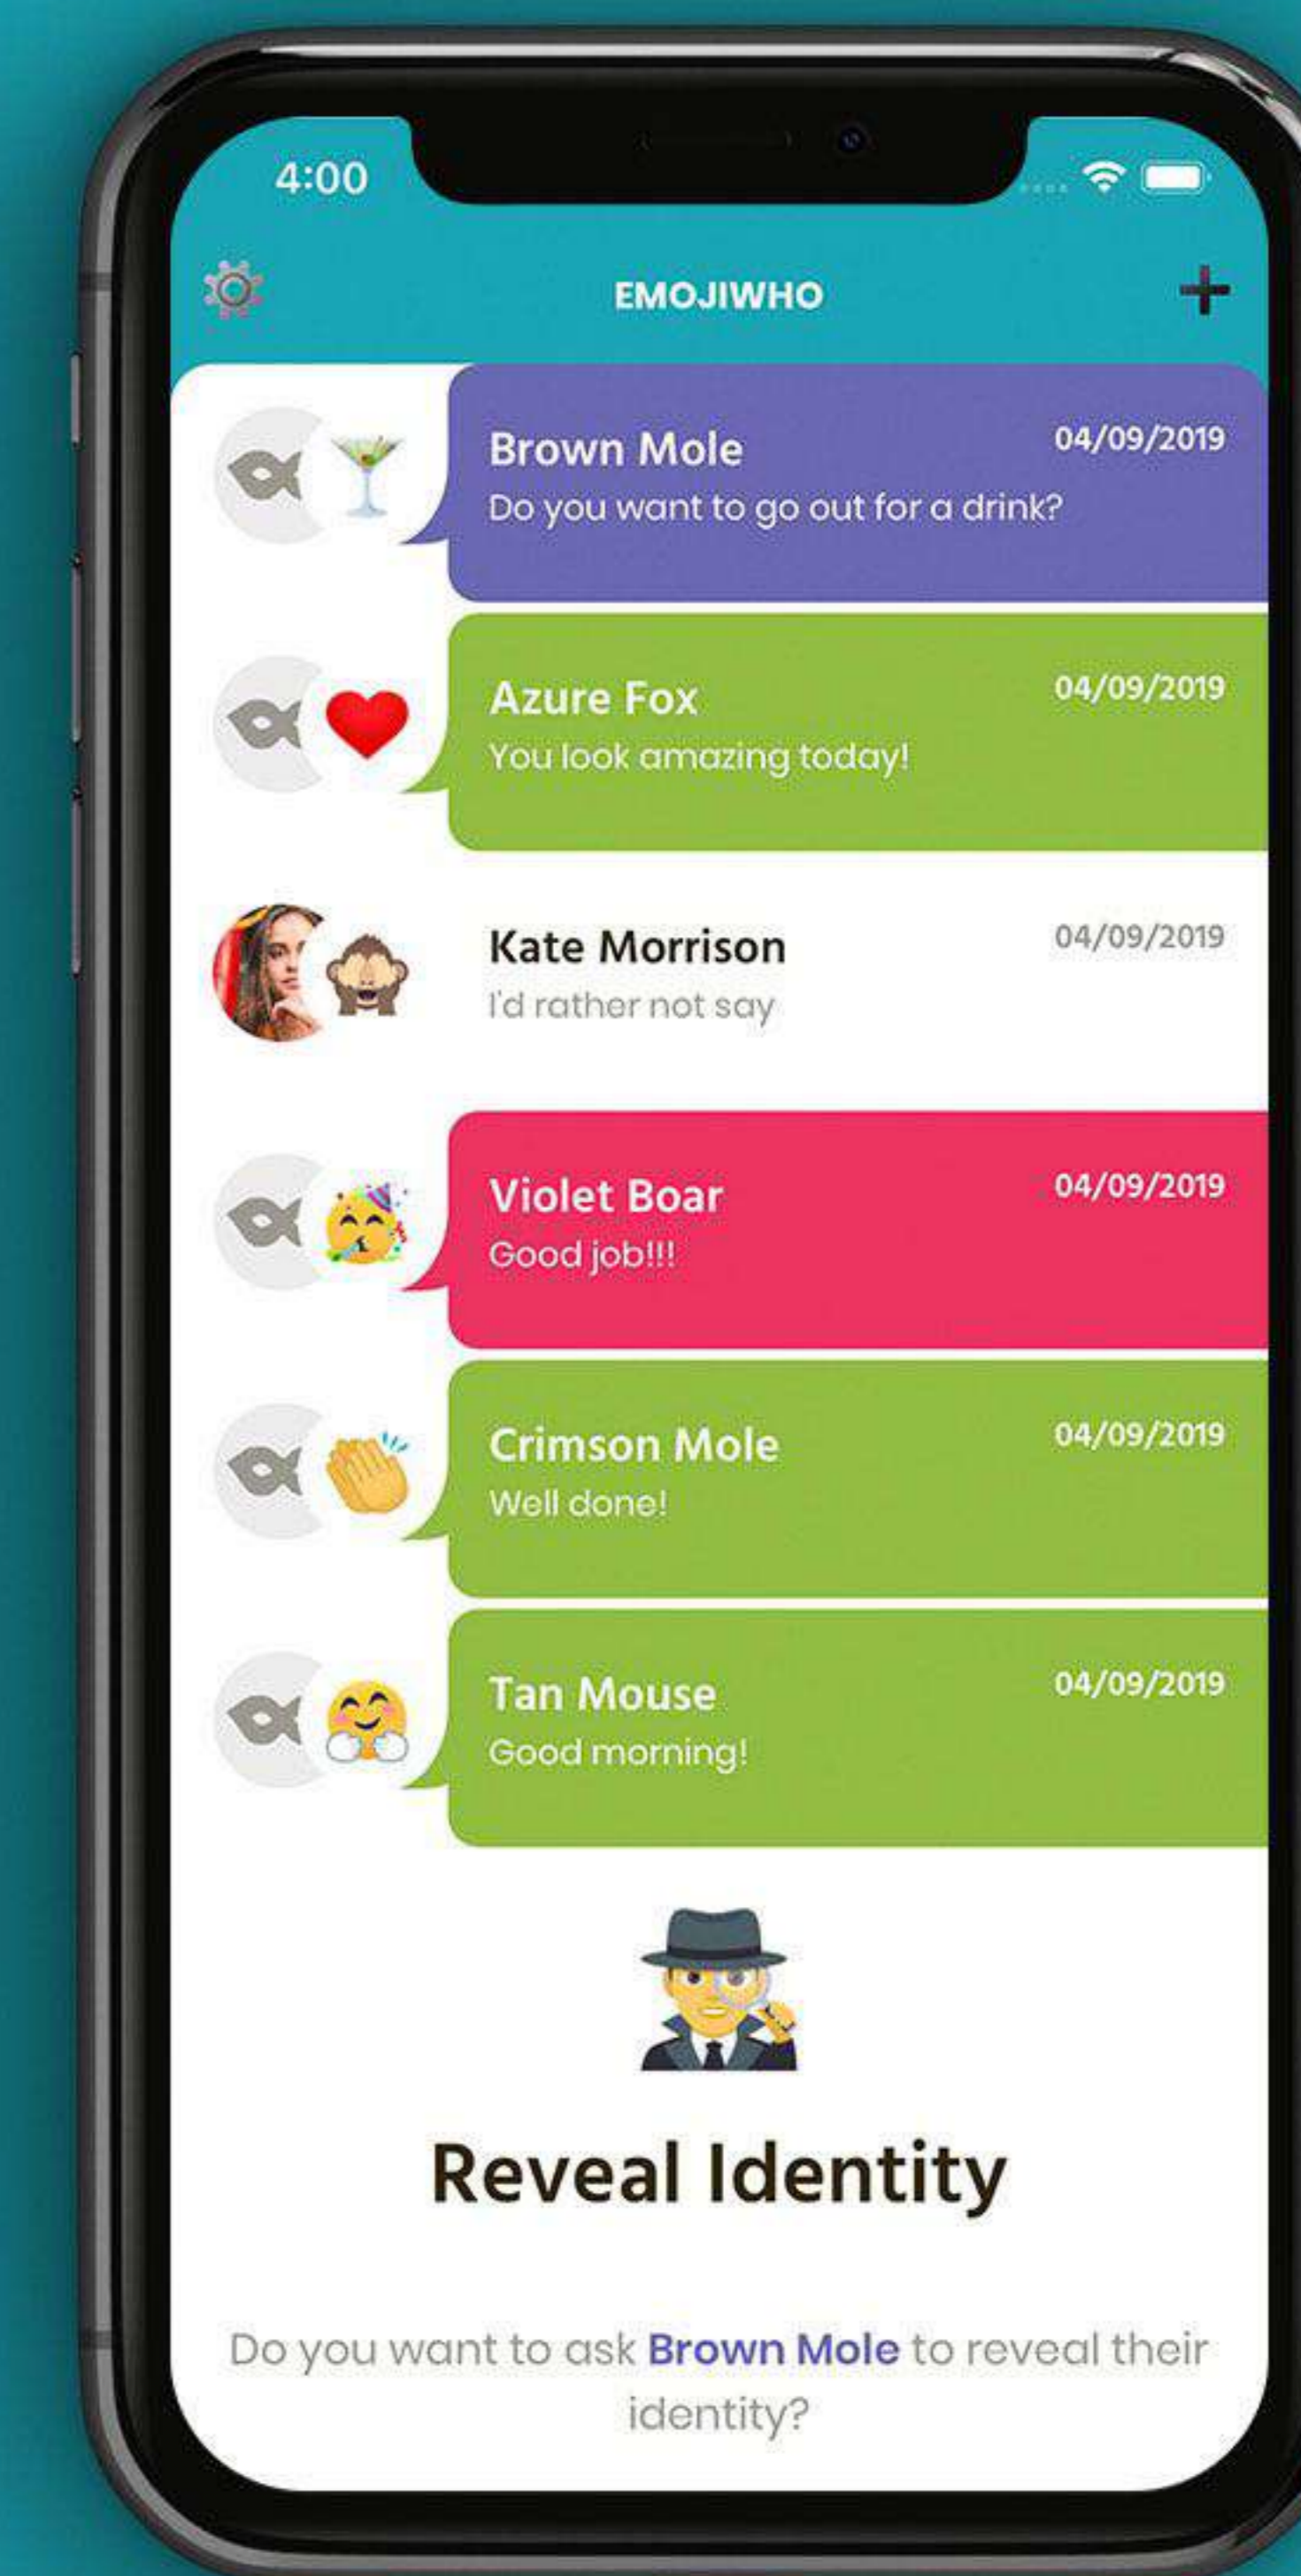 4:00
EMOJIWHO
Brown Mole
04/09/2019
Do you want to go out for a drink?
Azure Fox
04/09/2019
You look amazing today!
Kate Morrison
04/09/2019
I'd rather not say
Violet Boar
04/09/2019
Good job!!!
Crimson Mole
04/09/2019
Well done!
Tan Mouse
04/09/2019
Good morning!
Reveal Identity
Do you want to ask Brown Mole to reveal their
identity?